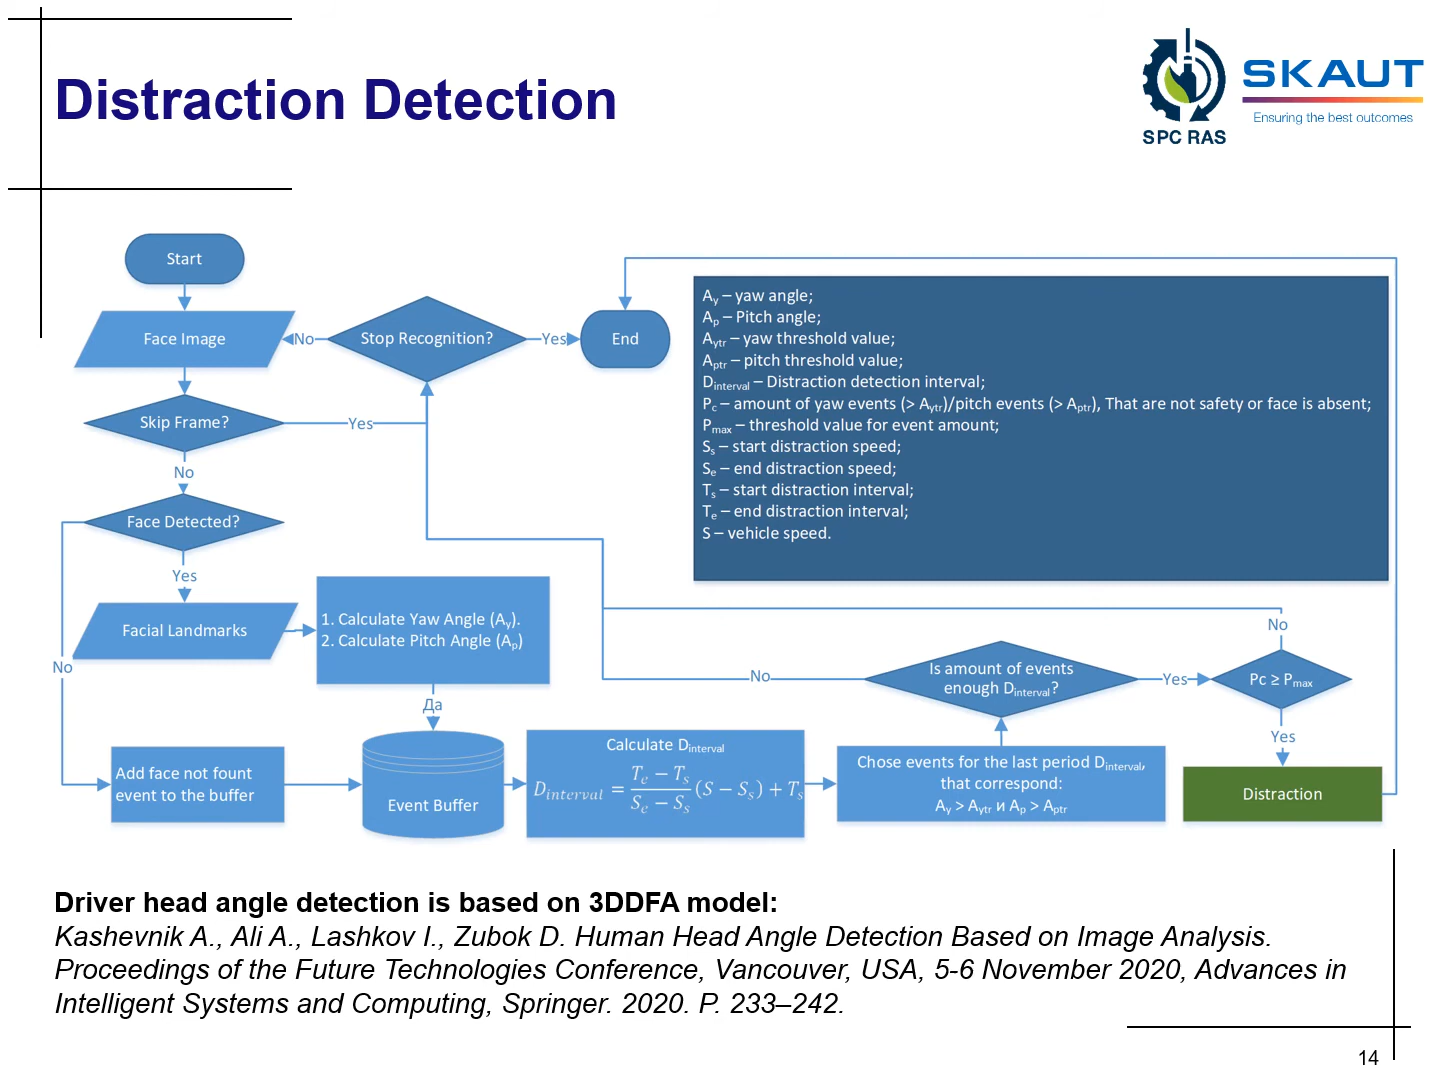 Distraction Detection
SPC RAS
SKAUT
Ensuring the best outcomes
Start
Face Image
No
Stop Recognition?
Yes
End
Skip Frame?
Yes
No
Face Detected?
Yes
No
Facial Landmarks
1. Calculate Yaw Angle (Ay).
2. Calculate Pitch Angle (Ap)
Да
Add face not fount
event to the buffer
Event Buffer
Calculate Dinterval
Dinterval = (Te − Ts)/(Se − Ss) (S − Ss) + Ts
Chose events for the last period Dinterval,
that correspond:
Ay > Aytr и Ap > Aptr
Is amount of events
enough Dinterval?
No
Yes
Pc ≥ Pmax
No
Yes
Distraction
Ay – yaw angle;
Ap – Pitch angle;
Aytr – yaw threshold value;
Aptr – pitch threshold value;
Dinterval – Distraction detection interval;
Pc – amount of yaw events (> Aytr)/pitch events (> Aptr), That are not safety or face is absent;
Pmax – threshold value for event amount;
Ss – start distraction speed;
Se – end distraction speed;
Ts – start distraction interval;
Te – end distraction interval;
S – vehicle speed.
Driver head angle detection is based on 3DDFA model:
Kashevnik A., Ali A., Lashkov I., Zubok D. Human Head Angle Detection Based on Image Analysis.
Proceedings of the Future Technologies Conference, Vancouver, USA, 5-6 November 2020, Advances in
Intelligent Systems and Computing, Springer. 2020. P. 233–242.
14